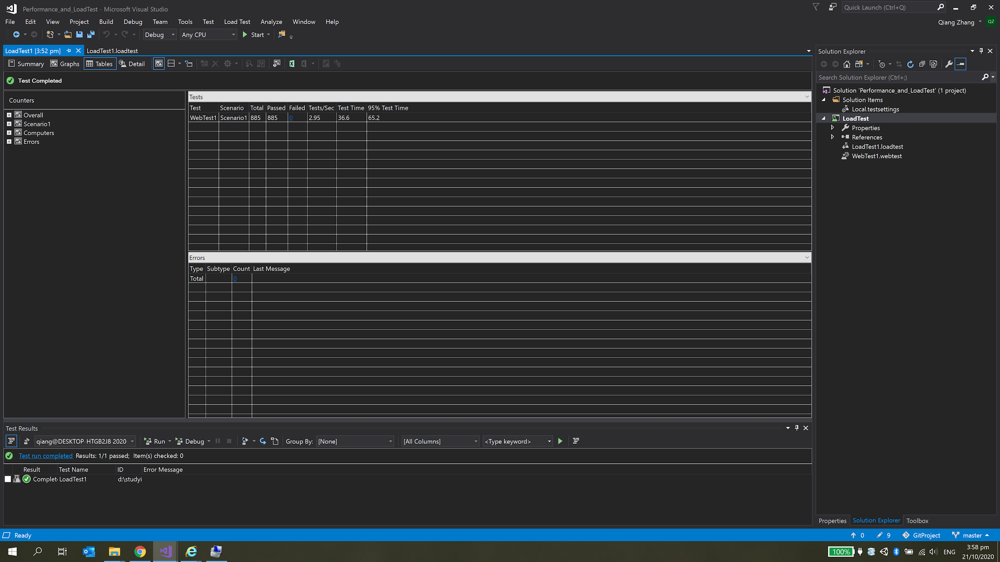 Performance_and_LoadTest - Microsoft Visual Studio
Quick Launch (Ctrl+Q)
File Edit View Project Build Debug Team Tools Test Load Test Analyze Window Help
Qiang Zhang QZ
Debug Any CPU Start
LoadTest1 [3:52 pm] LoadTest1.loadtest
Summary Graphs Tables Detail
Test Completed
Counters
Overall
Scenario1
Computers
Errors
Tests
Test Scenario Total Passed Failed Tests/Sec Test Time 95% Test Time
WebTest1 Scenario1 885 885 0 2.95 36.6 65.2
Errors
Type Subtype Count Last Message
Total 0
Solution Explorer
Search Solution Explorer (Ctrl+;)
Solution 'Performance_and_LoadTest' (1 project)
Solution Items
Local.testsettings
LoadTest
Properties
References
LoadTest1.loadtest
WebTest1.webtest
Properties Solution Explorer Toolbox
Test Results
qiang@DESKTOP-HTGB2J8 2020- Run Debug Group By: [None] [All Columns] <Type keyword>
Test run completed Results: 1/1 passed; Item(s) checked: 0
Result Test Name ID Error Message
Complet LoadTest1 d:\studyi
Ready
0 9 GitProject master
100% ENG
3:58 pm
21/10/2020